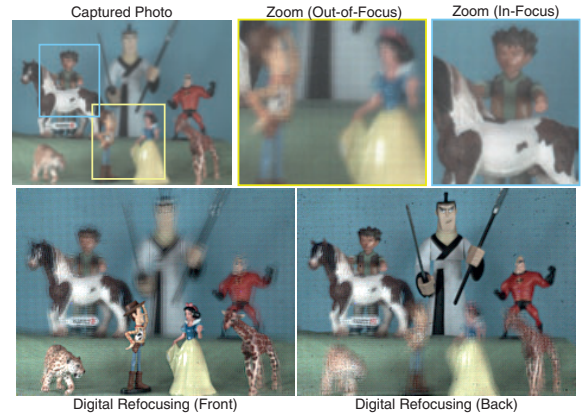 Captured Photo
Zoom (Out-of-Focus)
Zoom (In-Focus)
Digital Refocusing (Front)
Digital Refocusing (Back)